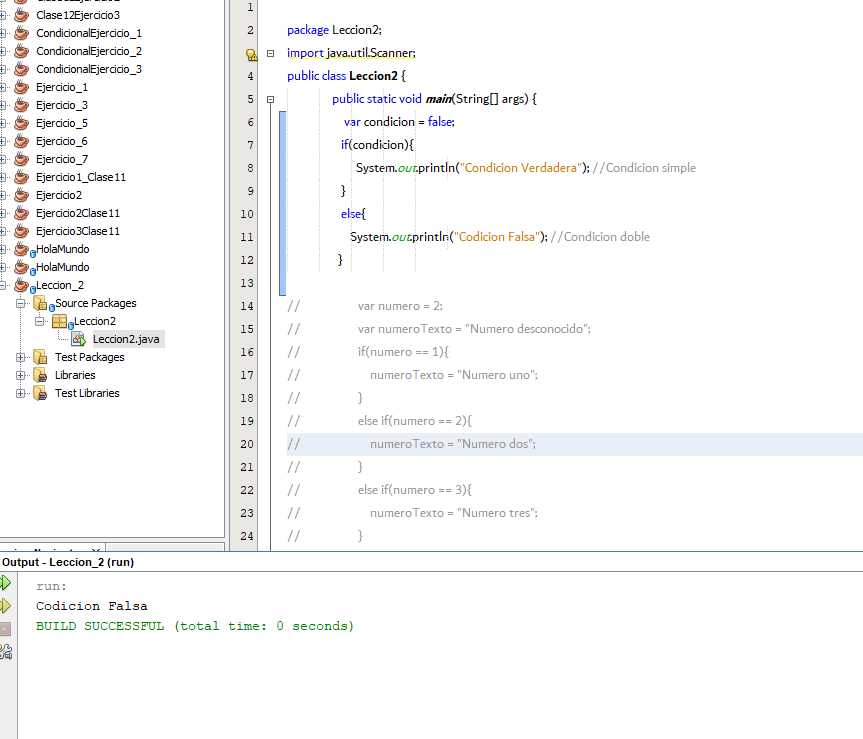 Clase12Ejercicio3
CondicionalEjercicio_1
CondicionalEjercicio_2
CondicionalEjercicio_3
Ejercicio_1
Ejercicio_3
Ejercicio_5
Ejercicio_6
Ejercicio_7
Ejercicio1_Clase11
Ejercicio2
Ejercicio2Clase11
Ejercicio3Clase11
HolaMundo
HolaMundo
Leccion_2
Source Packages
Leccion2
Leccion2.java
Test Packages
Libraries
Test Libraries
1
2 package Leccion2;
import java.util.Scanner;
4 public class Leccion2 {
5 public static void main(String[] args) {
6 var condicion = false;
7 if(condicion){
8 System.out.println("Condicion Verdadera"); //Condicion simple
9 }
10 else{
11 System.out.println("Codicion Falsa"); //Condicion doble
12 }
13
14 // var numero = 2;
15 // var numeroTexto = "Numero desconocido";
16 // if(numero == 1){
17 // numeroTexto = "Numero uno";
18 // }
19 // else if(numero == 2){
20 // numeroTexto = "Numero dos";
21 // }
22 // else if(numero == 3){
23 // numeroTexto = "Numero tres";
24 // }
Output - Leccion_2 (run)
run:
Codicion Falsa
BUILD SUCCESSFUL (total time: 0 seconds)